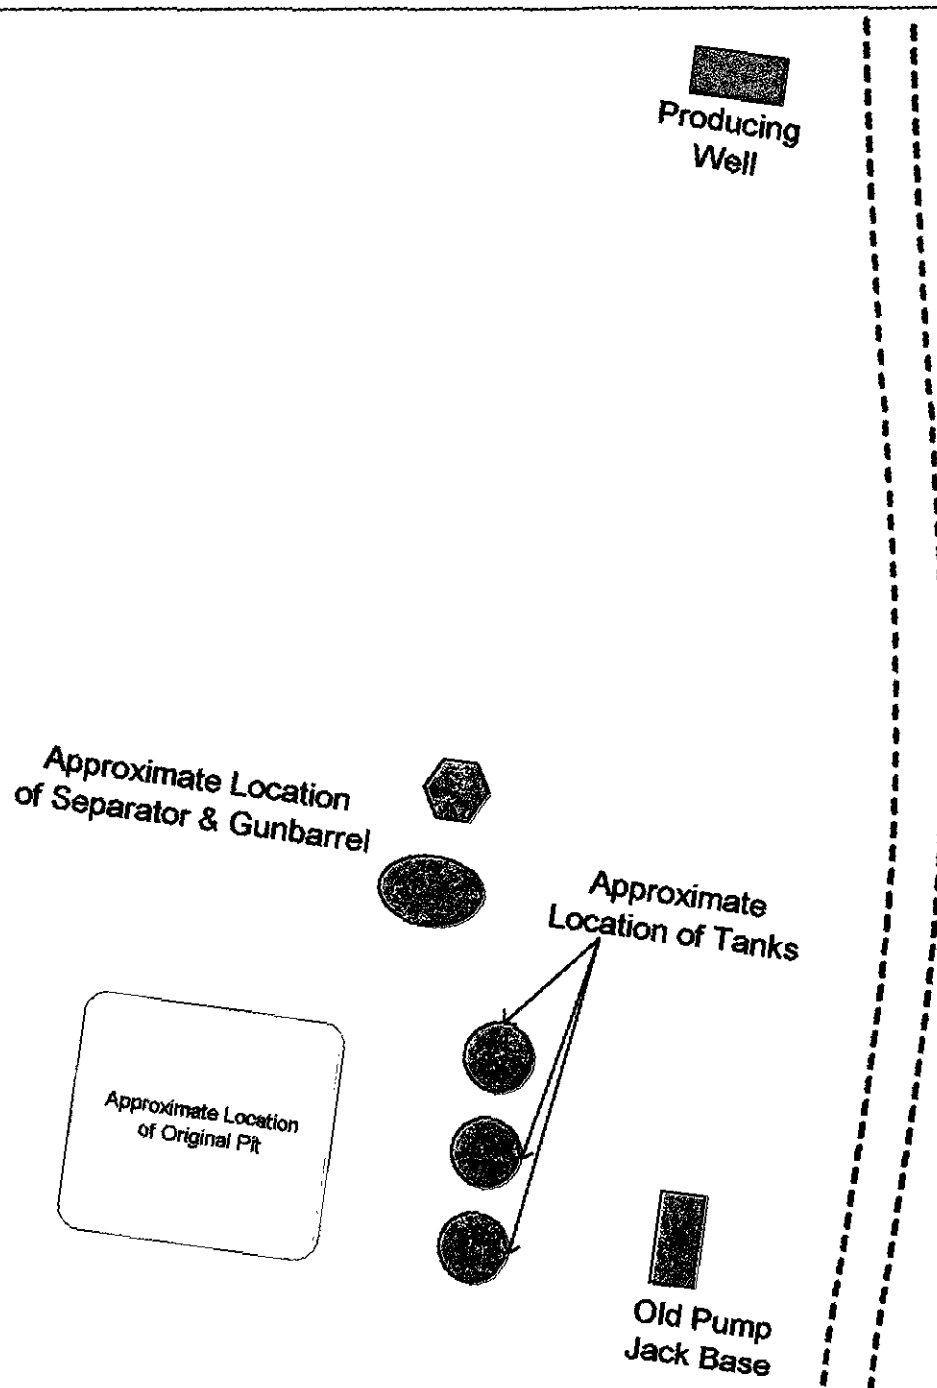 Producing
Well
Approximate Location
of Separator & Gunbarrel
Approximate
Location of Tanks
Approximate Location
of Original Pit
Old Pump
Jack Base